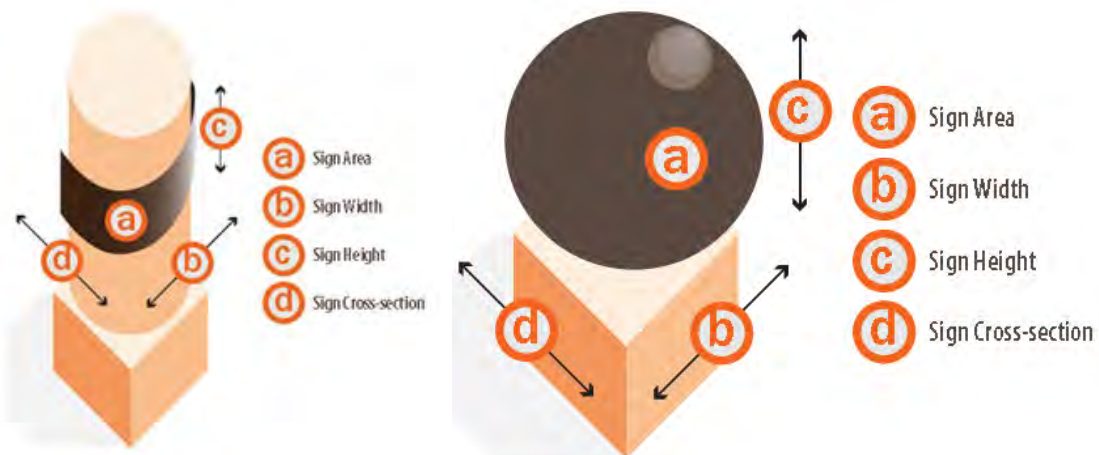 c
a
d
b
a Sign Area
b Sign Width
c Sign Height
d Sign Cross-section
a
c
d
b
a Sign Area
b Sign Width
c Sign Height
d Sign Cross-section